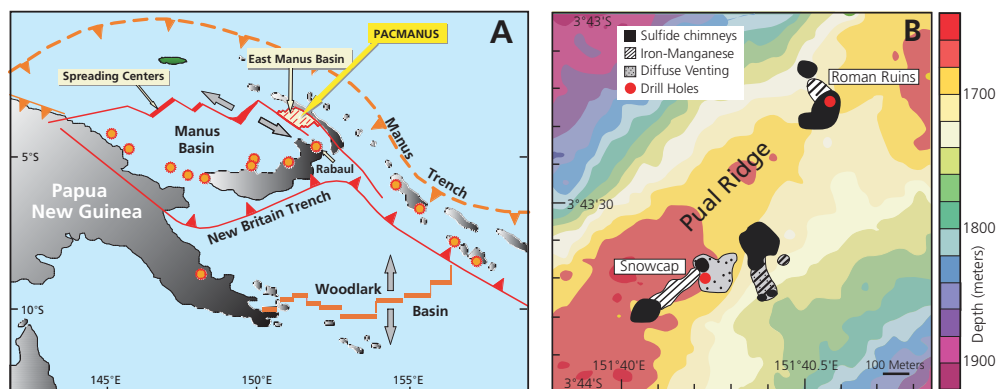 A
PACMANUS
East Manus Basin
Spreading Centers
Manus
Basin
Manus
Trench
5°S
Rabaul
Papua
New Guinea
New Britain Trench
Woodlark
Basin
10°S
145°E
150°E
155°E
B
3°43'S
Sulfide chimneys
Iron-Manganese
Diffuse Venting
Drill Holes
Roman Ruins
Pual Ridge
3°43'30
Snowcap
151°40'E
151°40.5'E
100 Meters
3°44'S
1700
1800
1900
Depth (meters)